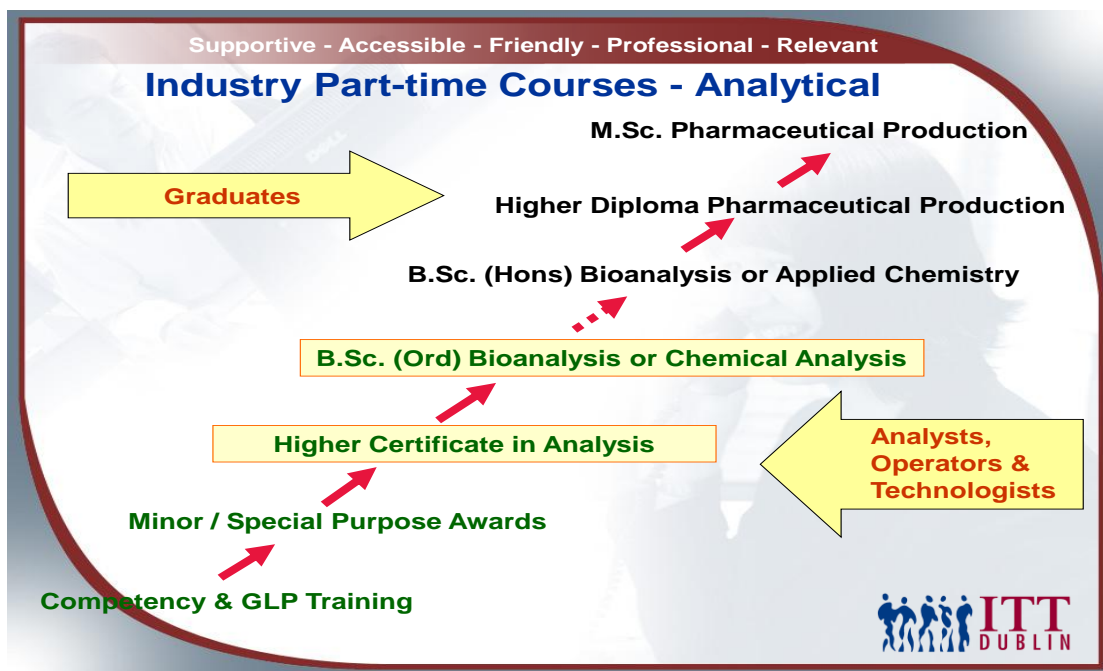 Supportive - Accessible - Friendly - Professional - Relevant
Industry Part-time Courses - Analytical
M.Sc. Pharmaceutical Production
Graduates
Higher Diploma Pharmaceutical Production
B.Sc. (Hons) Bioanalysis or Applied Chemistry
B.Sc. (Ord) Bioanalysis or Chemical Analysis
Higher Certificate in Analysis
Analysts,
Operators &
Technologists
Minor / Special Purpose Awards
Competency & GLP Training
ITT
DUBLIN
DELL